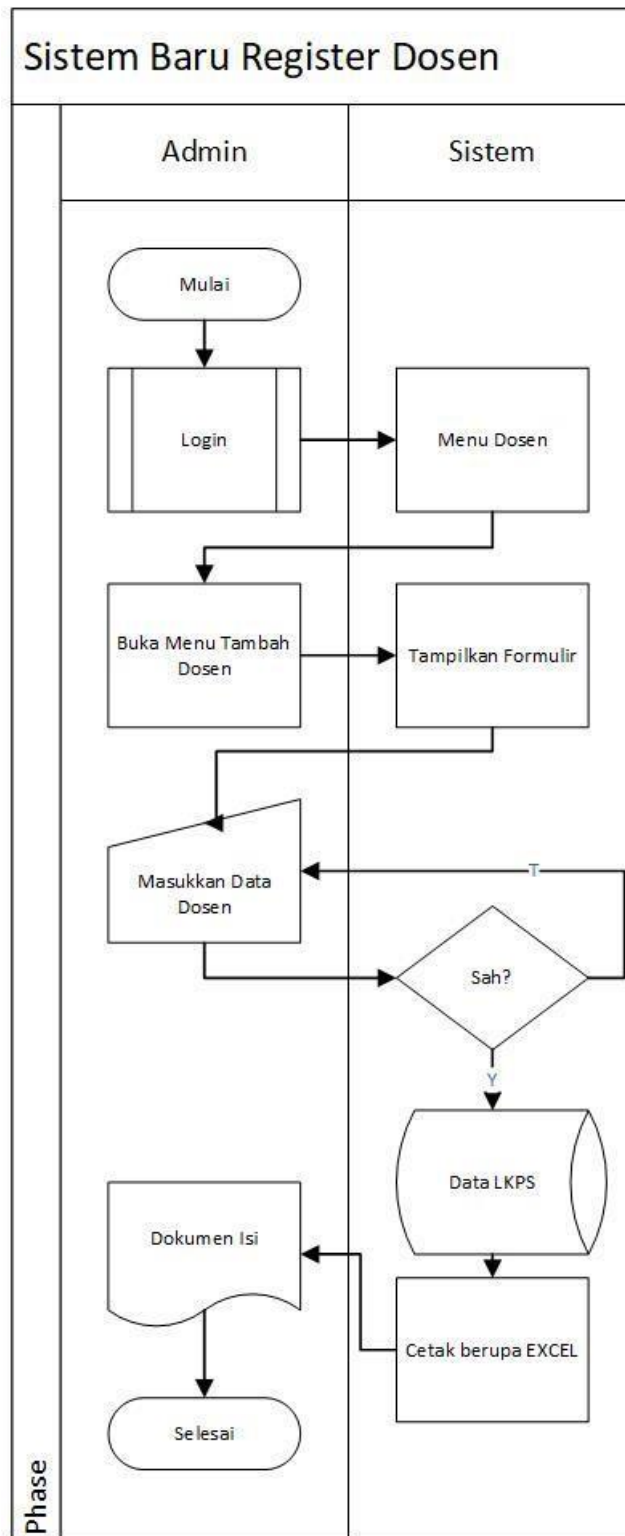 Sistem Baru Register Dosen
Admin
Sistem
Mulai
Login
Menu Dosen
Buka Menu Tambah
Dosen
Tampilkan Formulir
Masukkan Data
Dosen
T
Sah?
Y
Data LKPS
Dokumen Isi
Cetak berupa EXCEL
Selesai
Phase